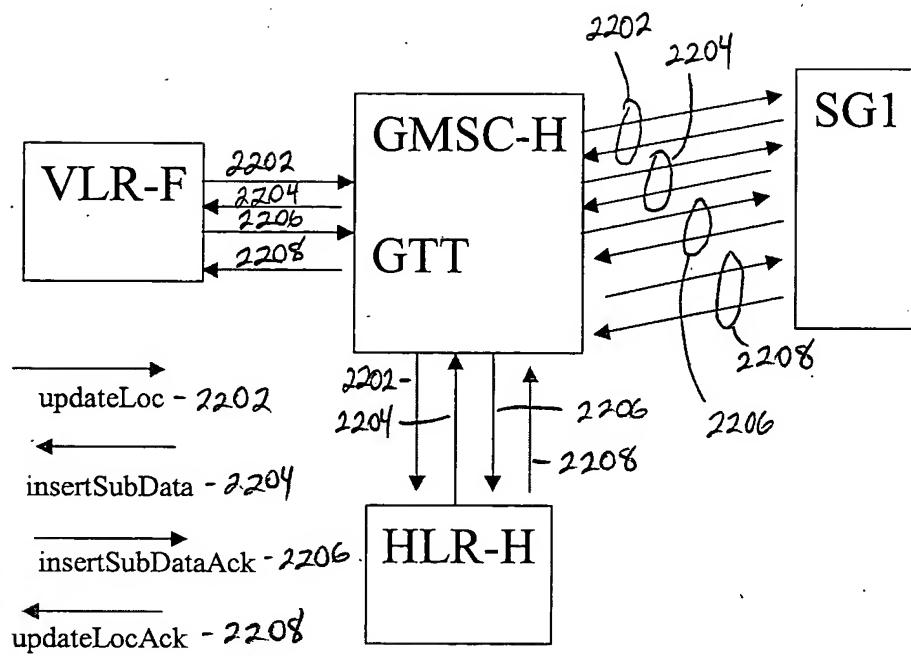 2202
2204
GMSC-H
SG1
VLR-F
2202
2204
2206
2208
GTT
2208
2206
2202-
2204
2206
2208
updateLoc - 2202
insertSubData - 2204
HLR-H
insertSubDataAck - 2206
updateLocAck - 2208